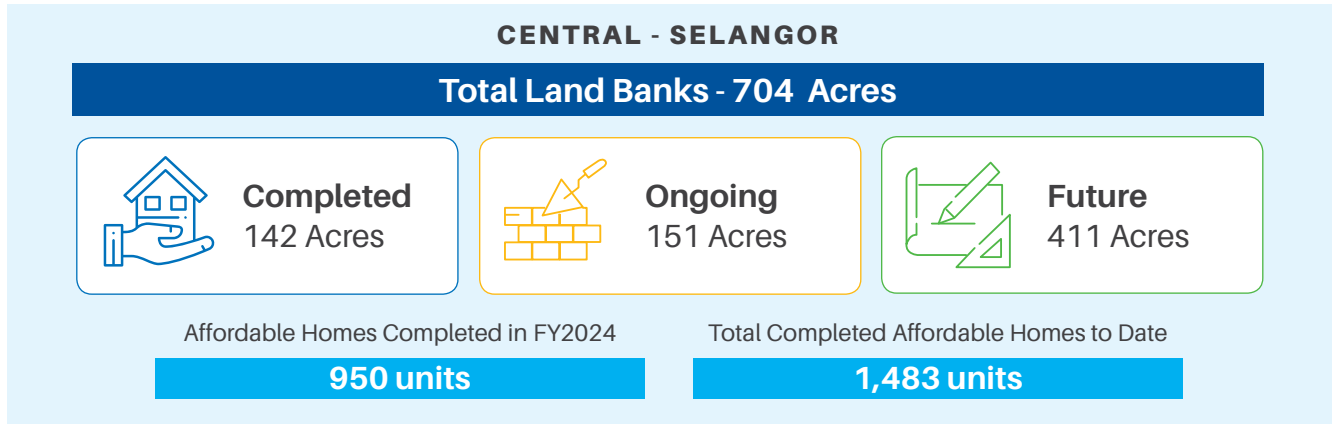 CENTRAL - SELANGOR
Total Land Banks - 704 Acres
Completed
142 Acres
Ongoing
151 Acres
Future
411 Acres
Affordable Homes Completed in FY2024
950 units
Total Completed Affordable Homes to Date
1,483 units